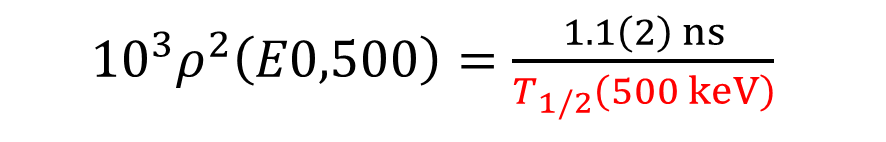 10³ρ²(E0,500) = 1.1(2) ns / T₁/₂(500 keV)